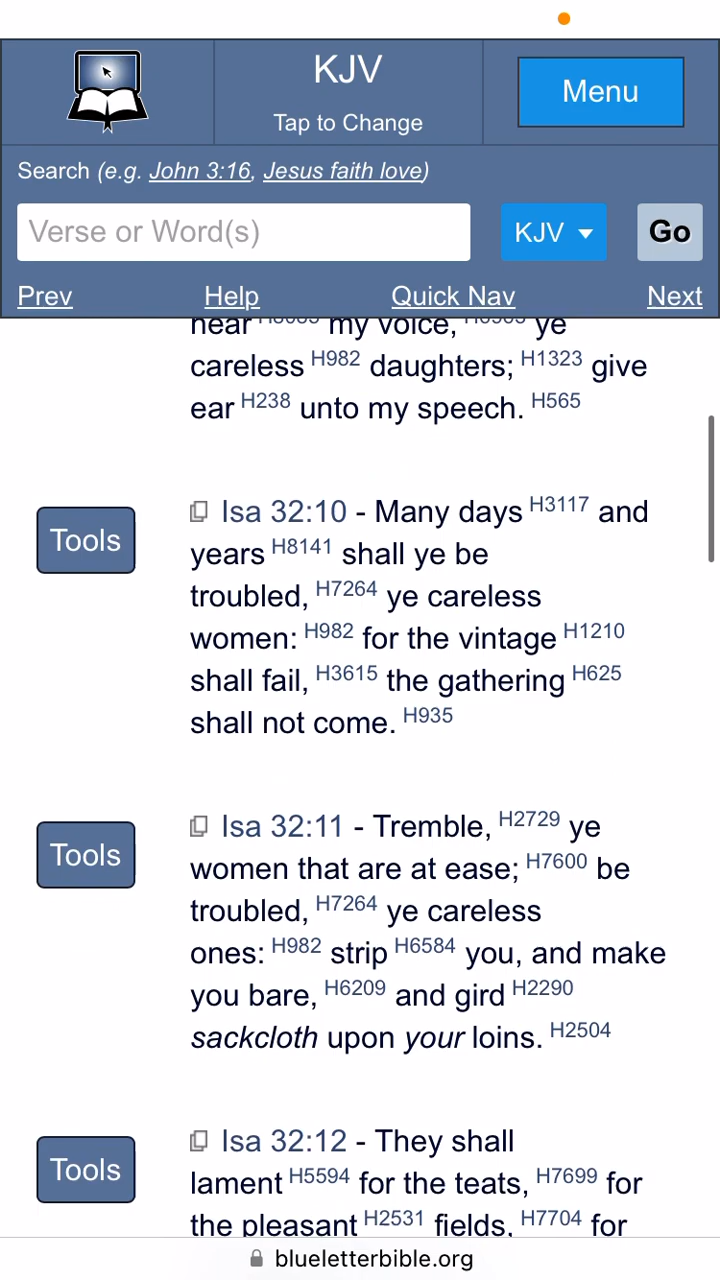 KJV
Tap to Change
Menu
Search (e.g. John 3:16, Jesus faith love)
Verse or Word(s)
KJV
Go
Prev Help Quick Nav Next
my voice, ye
careless H982 daughters; H1323 give
ear H238 unto my speech. H565
Tools
Isa 32:10 - Many days H3117 and
years H8141 shall ye be
troubled, H7264 ye careless
women: H982 for the vintage H1210
shall fail, H3615 the gathering H625
shall not come. H935
Tools
Isa 32:11 - Tremble, H2729 ye
women that are at ease; H7600 be
troubled, H7264 ye careless
ones: H982 strip H6584 you, and make
you bare, H6209 and gird H2290
sackcloth upon your loins. H2504
Tools
Isa 32:12 - They shall
lament H5594 for the teats, H7699 for
the pleasant H2531 fields, H7704 for
blueletterbible.org